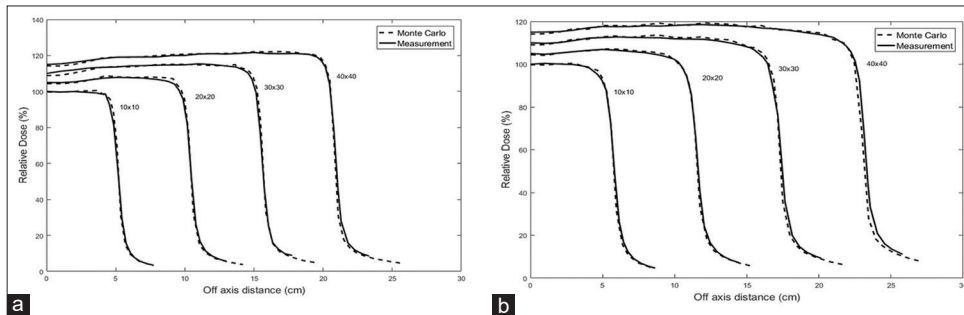 140
120
100
80
60
40
20
0
0 5 10 15 20 25 30
Relative Dose (%)
Off axis distance (cm)
Monte Carlo
Measurement
10x10
20x20
30x30
40x40
a
120
100
80
60
40
20
0
0 5 10 15 20 25 30
Relative Dose (%)
Off axis distance (cm)
Monte Carlo
Measurement
10x10
20x20
30x30
40x40
b